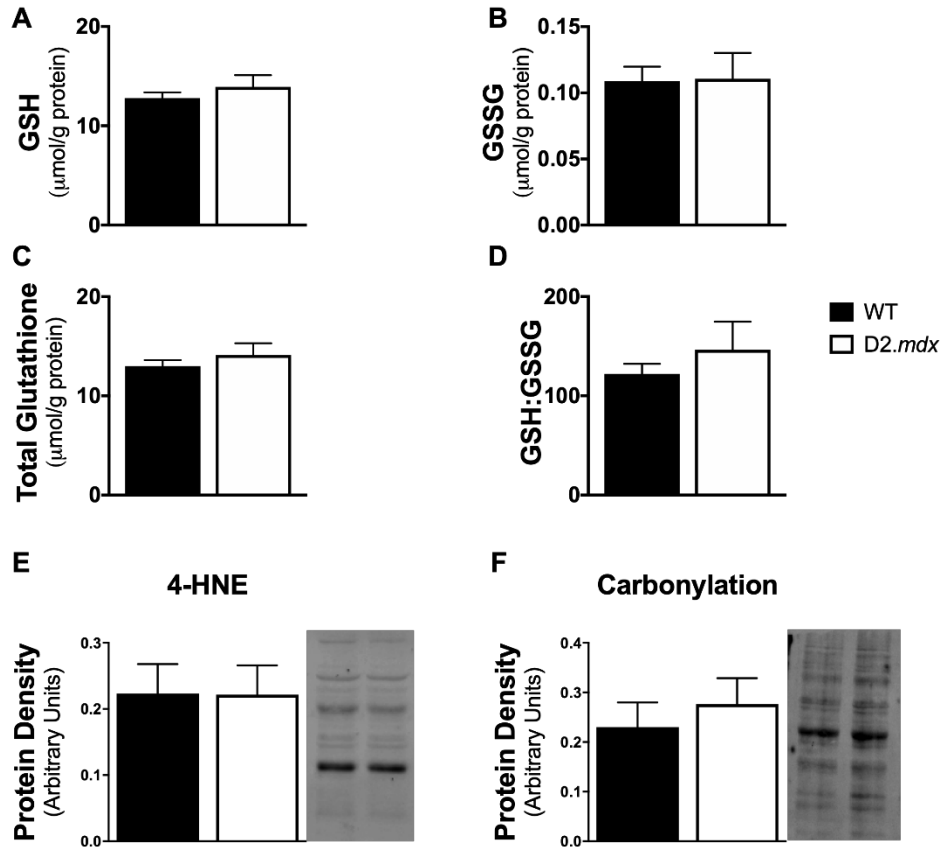 A
GSH
(μmol/g protein)
20
10
0
B
GSSG
(μmol/g protein)
0.15
0.10
0.05
0.00
C
Total Glutathione
(μmol/g protein)
20
10
0
D
GSH:GSSG
200
100
0
WT
D2.mdx
E
4-HNE
Protein Density
(Arbitrary Units)
0.3
0.2
0.1
0.0
F
Carbonylation
Protein Density
(Arbitrary Units)
0.4
0.3
0.2
0.1
0.0